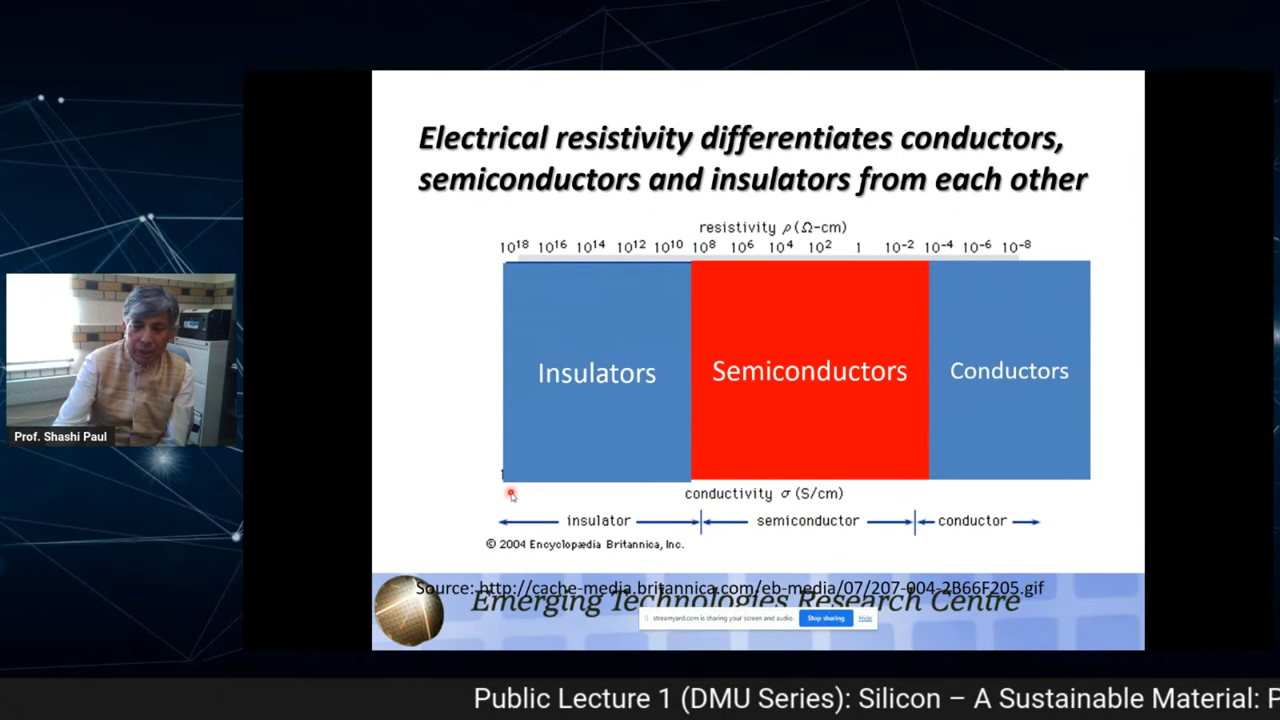 Electrical resistivity differentiates conductors,
semiconductors and insulators from each other
resistivity ρ (Ω-cm)
10¹⁸ 10¹⁶ 10¹⁴ 10¹² 10¹⁰ 10⁸ 10⁶ 10⁴ 10² 1 10⁻² 10⁻⁴ 10⁻⁶ 10⁻⁸
Insulators Semiconductors Conductors
conductivity σ (S/cm)
insulator semiconductor conductor
© 2004 Encyclopædia Britannica, Inc.
Source: http://cache-media.britannica.com/eb-media/07/207-004-2B66F205.gif
Emerging Technologies Research Centre
streamyard.com is sharing your screen and audio. Stop sharing Hide
Prof. Shashi Paul
Public Lecture 1 (DMU Series): Silicon – A Sustainable Material: